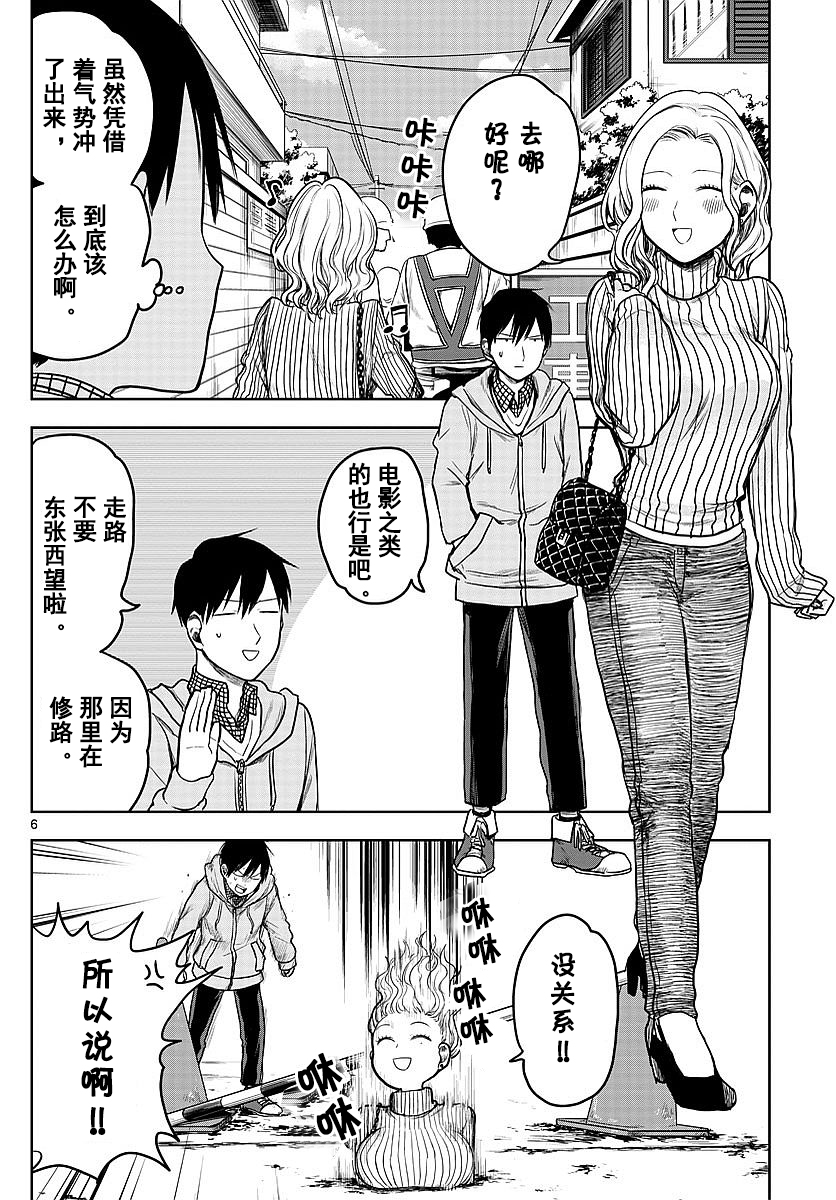 去哪
好呢？
咔
咔
咔
工
事
虽然凭借
着气势冲
了出来，
到底该
怎么办啊。
电影之类
的也行是吧。
走路
不要
东张西望啦。
因为
那里在
修路。
6
没关系!!
咻
咻
咻
咻
咻
咻
所以说啊!!